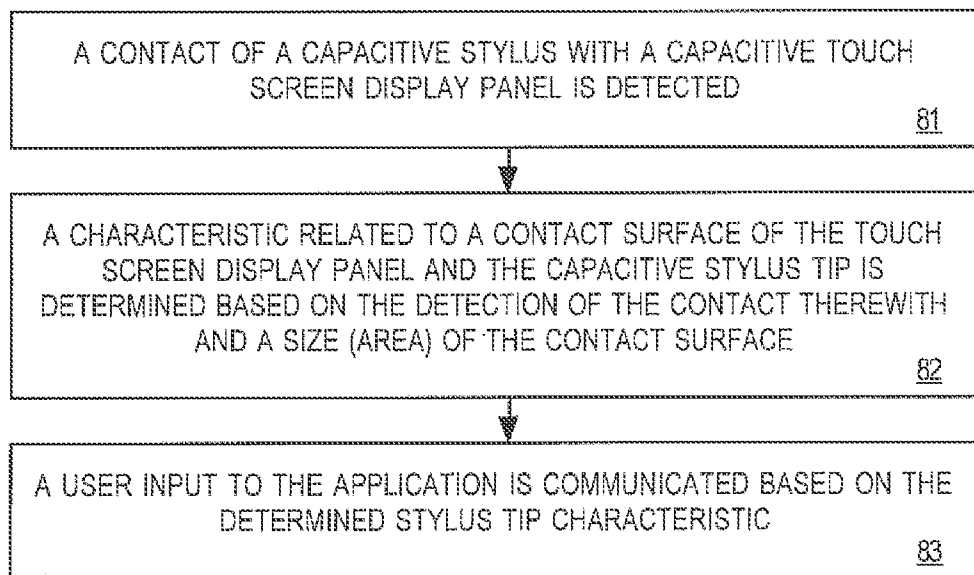 A CONTACT OF A CAPACITIVE STYLUS WITH A CAPACITIVE TOUCH
SCREEN DISPLAY PANEL IS DETECTED
81
A CHARACTERISTIC RELATED TO A CONTACT SURFACE OF THE TOUCH
SCREEN DISPLAY PANEL AND THE CAPACITIVE STYLUS TIP IS
DETERMINED BASED ON THE DETECTION OF THE CONTACT THEREWITH
AND A SIZE (AREA) OF THE CONTACT SURFACE
82
A USER INPUT TO THE APPLICATION IS COMMUNICATED BASED ON THE
DETERMINED STYLUS TIP CHARACTERISTIC
83